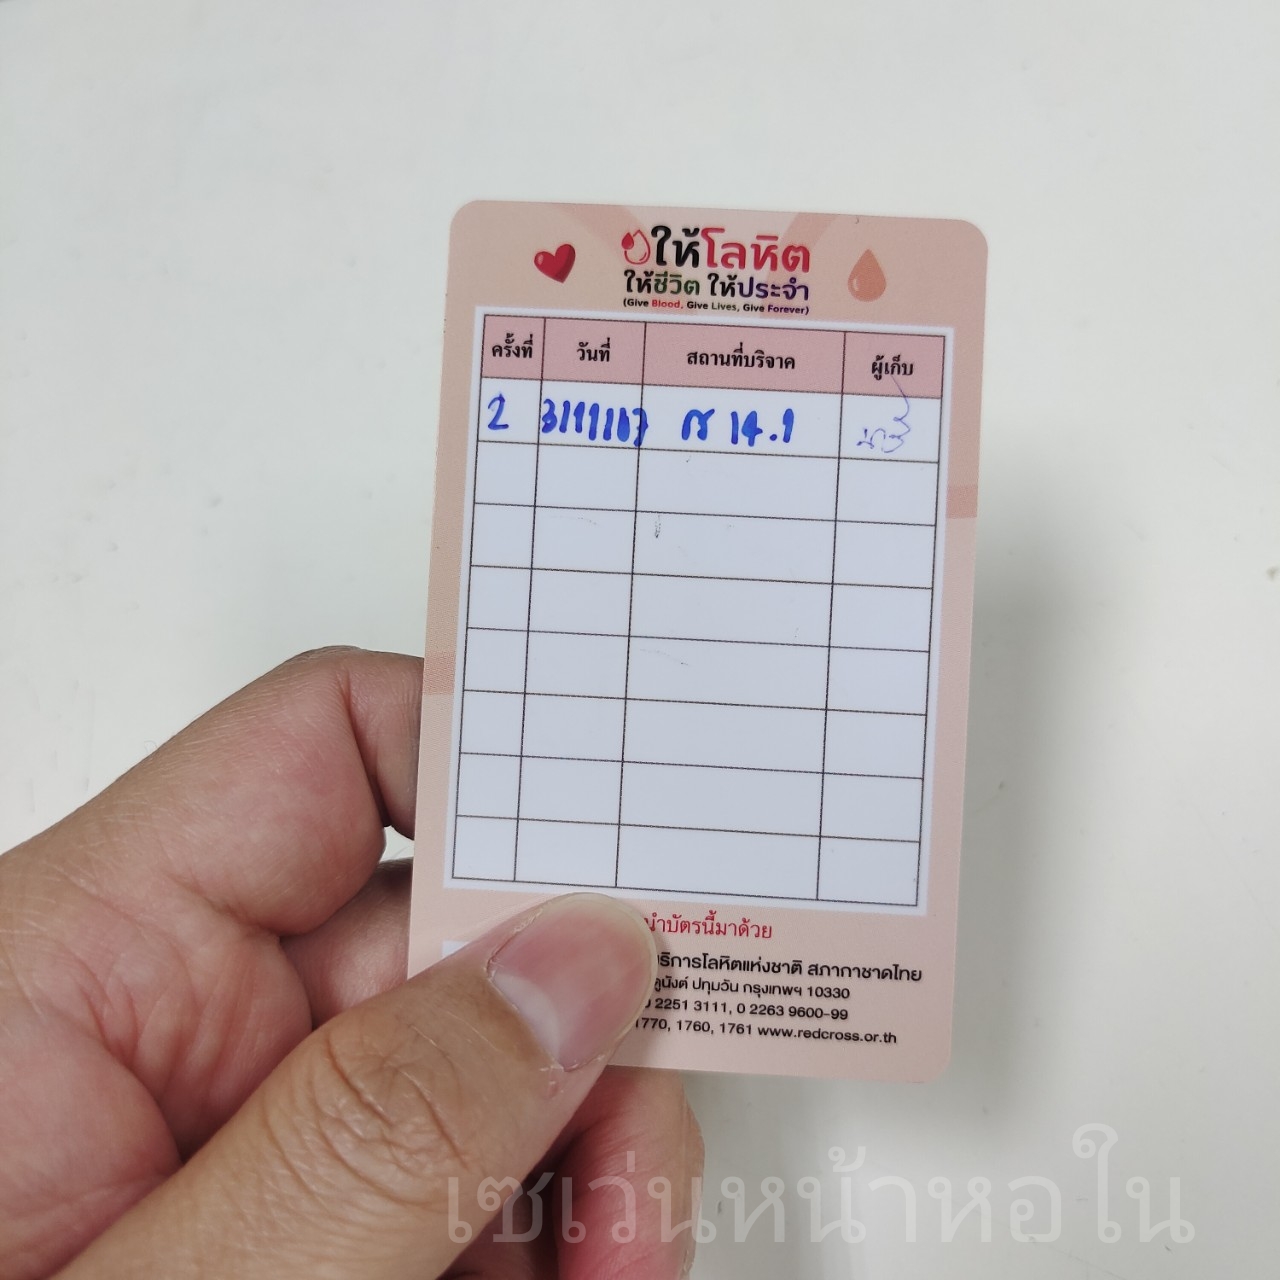 ให้โลหิต
ให้ชีวิต ให้ประจำ
(Give Blood, Give Lives, Give Forever)
ครั้งที่ วันที่ สถานที่บริจาค ผู้เก็บ
2 14.1
นำบัตรนี้มาด้วย
ริการโลหิตแห่งชาติ สภากาชาดไทย
ดูนังต์ ปทุมวัน กรุงเทพฯ 10330
0 2251 3111, 0 2263 9600-99
1770, 1760, 1761 www.redcross.or.th
เซเว่นหน้าหอใน